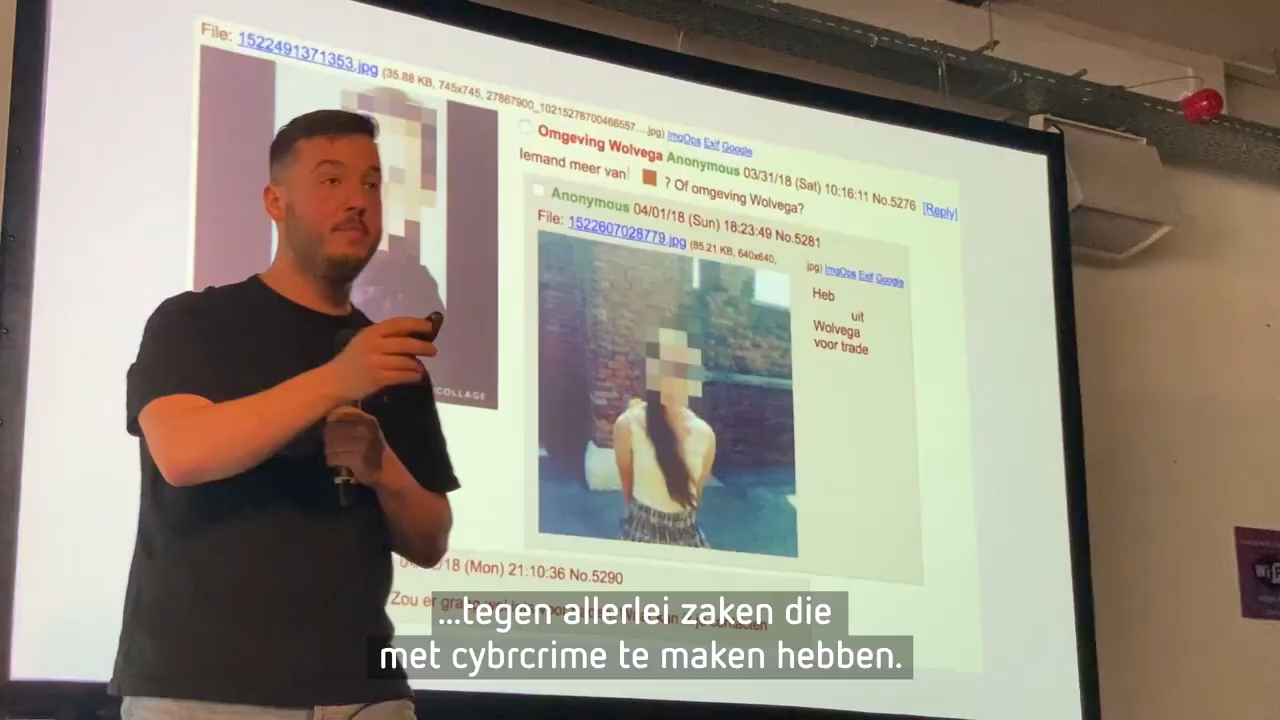 File: 1522491371353.jpg (35.88 KB, 745x745, 27867900_10215278700466557....jpg) ImgOps Exif Google
Omgeving Wolvega Anonymous 03/31/18 (Sat) 10:16:11 No.5276 [Reply]
Iemand meer van ? Of omgeving Wolvega?
Anonymous 04/01/18 (Sun) 18:23:49 No.5281
File: 1522607028779.jpg (85.21 KB, 640x640, jpg) ImgOps Exif Google
Heb
uit
Wolvega
voor trade
COLLAGE
18 (Mon) 21:10:36 No.5290
Zou er
...tegen allerlei zaken die
met cybrcrime te maken hebben.